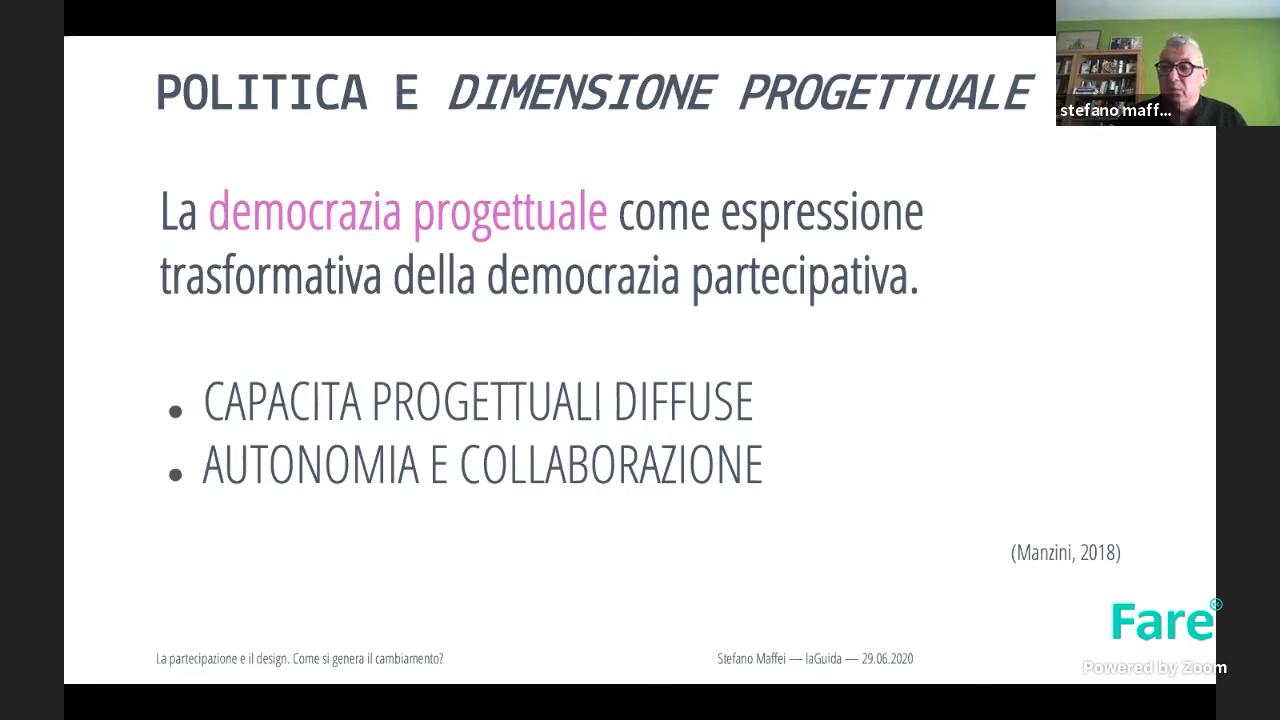 POLITICA E DIMENSIONE PROGETTUALE
stefano maff...
La democrazia progettuale come espressione
trasformativa della democrazia partecipativa.
• CAPACITA PROGETTUALI DIFFUSE
• AUTONOMIA E COLLABORAZIONE
(Manzini, 2018)
Fare
La partecipazione e il design. Come si genera il cambiamento?
Stefano Maffei — laGuida — 29.06.2020
Powered by Zoom